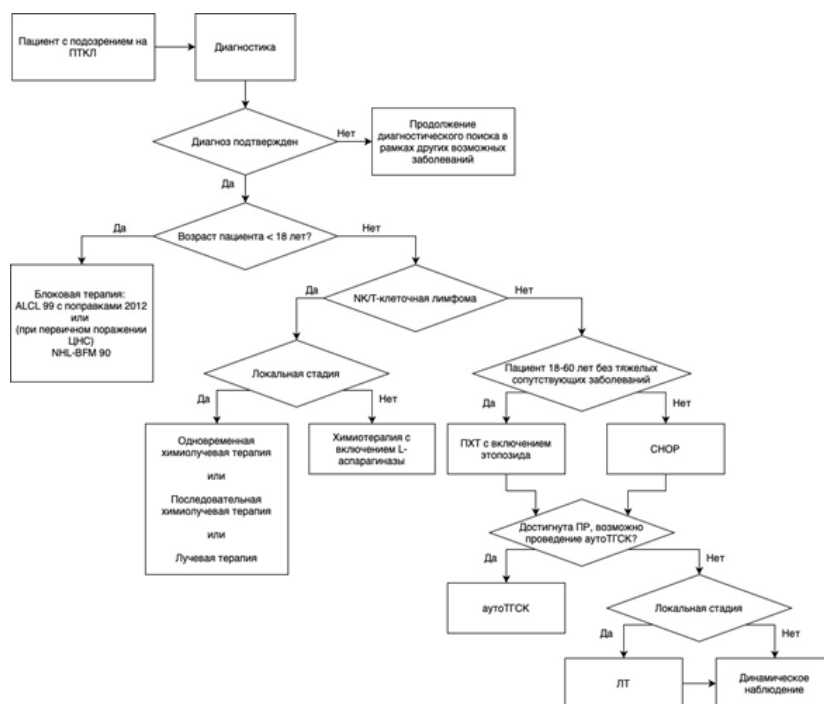 Пациент с подозрением на
ПТКЛ
Диагностика
Диагноз подтвержден
Нет
Продолжение
диагностического поиска в
рамках других возможных
заболеваний
Да
Возраст пациента < 18 лет?
Да
Нет
Блоковая терапия:
ALCL 99 с поправками 2012
или
(при первичном поражении
ЦНС)
NHL-BFM 90
NK/T-клеточная лимфома
Да
Нет
Локальная стадия
Да
Нет
Пациент 18-60 лет без тяжелых
сопутствующих заболеваний
Да
Нет
Одновременная
химиолучевая терапия
или
Последовательная
химиолучевая терапия
или
Лучевая терапия
Химиотерапия с
включением L-
аспарагиназы
ПХТ с включением
этопозида
CHOP
Достигнута ПР, возможно
проведение аутоТГСК?
Да
Нет
аутоТГСК
Локальная стадия
Да
Нет
ЛТ
Динамическое
наблюдение